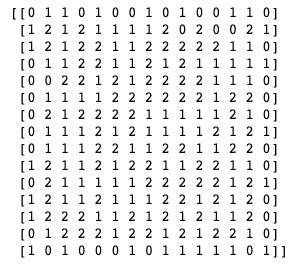 [[0 1 1 0 1 0 0 1 0 1 0 0 1 1 0]
[1 2 1 2 1 1 1 1 2 0 2 0 0 2 1]
[1 2 1 2 2 1 1 2 2 2 2 2 1 1 0]
[0 1 1 2 2 1 1 2 1 2 1 1 1 1 1]
[0 0 2 2 1 2 1 2 2 2 2 1 1 1 0]
[0 1 1 1 1 2 2 2 2 2 1 2 2 0]
[0 2 1 2 2 2 2 1 1 1 1 1 2 1 0]
[0 1 1 1 2 1 2 1 1 1 2 1 2 1]
[0 1 1 1 2 2 1 1 2 2 1 1 2 2 0]
[1 2 1 1 2 1 2 2 1 1 2 2 1 1 0]
[0 2 1 1 1 1 1 2 2 2 2 2 1 2 1]
[1 2 1 1 2 1 1 1 2 2 1 2 1 2 0]
[1 2 2 2 1 1 2 1 2 1 2 1 1 2 0]
[0 1 2 2 2 1 2 2 1 2 2 1 2 1 0]
[1 0 1 0 0 0 1 0 1 1 1 1 1 0 1]]